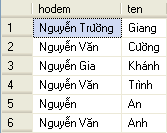 hodem ten
1 Nguyễn Trường Giang
2 Nguyễn Văn Cường
3 Nguyễn Gia Khánh
4 Nguyễn Văn Trình
5 Nguyễn An
6 Nguyễn Văn Anh